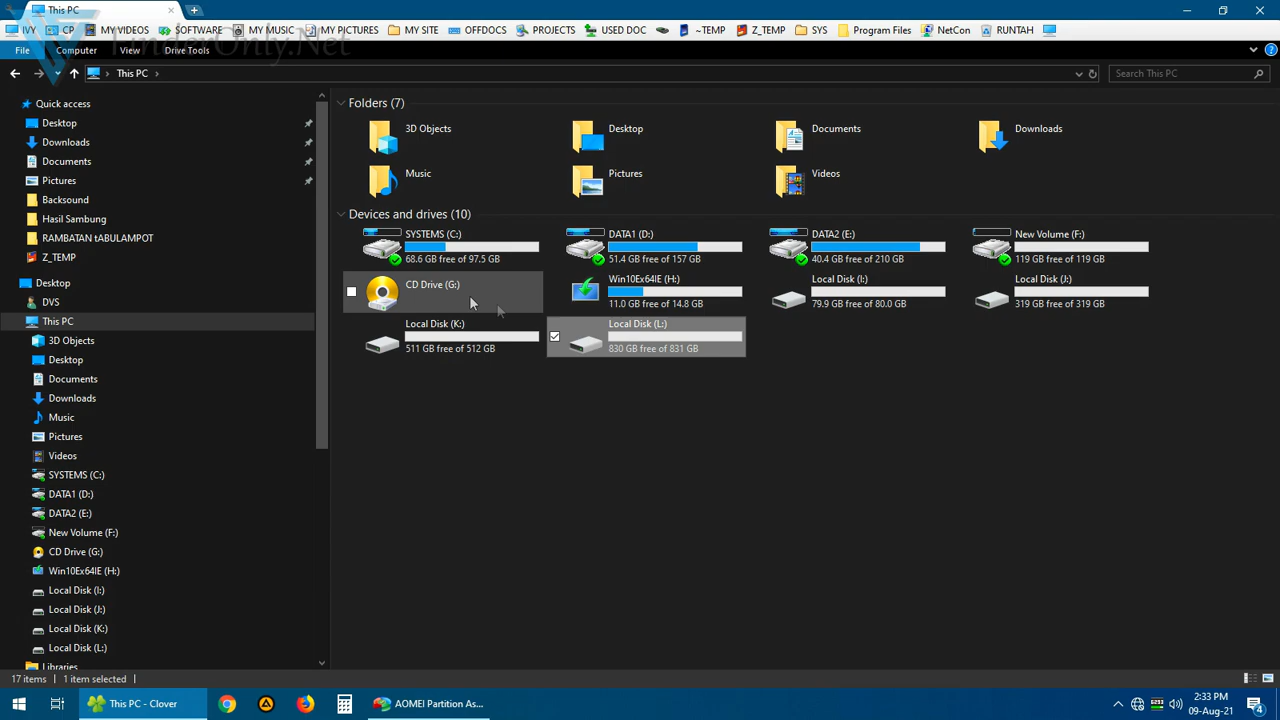 This PC
IVY CP MY VIDEOS SOFTWARE MY MUSIC MY PICTURES MY SITE OFFDOCS PROJECTS USED DOC ~TEMP Z_TEMP SYS Program Files NetCon RUNTAH
TinderOnly.Net
File Computer View Drive Tools
This PC
Search This PC
Quick access
Desktop
Downloads
Documents
Pictures
Backsound
Hasil Sambung
RAMBATAN tABULAMPOT
Z_TEMP
Desktop
DVS
This PC
3D Objects
Desktop
Documents
Downloads
Music
Pictures
Videos
SYSTEMS (C:)
DATA1 (D:)
DATA2 (E:)
New Volume (F:)
CD Drive (G:)
Win10Ex64IE (H:)
Local Disk (I:)
Local Disk (J:)
Local Disk (K:)
Local Disk (L:)
Libraries
Folders (7)
3D Objects Desktop Documents Downloads
Music Pictures Videos
Devices and drives (10)
SYSTEMS (C:) DATA1 (D:) DATA2 (E:) New Volume (F:)
68.6 GB free of 97.5 GB 51.4 GB free of 157 GB 40.4 GB free of 210 GB 119 GB free of 119 GB
CD Drive (G:) Win10Ex64IE (H:) Local Disk (I:) Local Disk (J:)
11.0 GB free of 14.8 GB 79.9 GB free of 80.0 GB 319 GB free of 319 GB
Local Disk (K:) Local Disk (L:)
511 GB free of 512 GB 830 GB free of 831 GB
17 items 1 item selected
This PC - Clover AOMEI Partition As...
2:33 PM
09-Aug-21
4